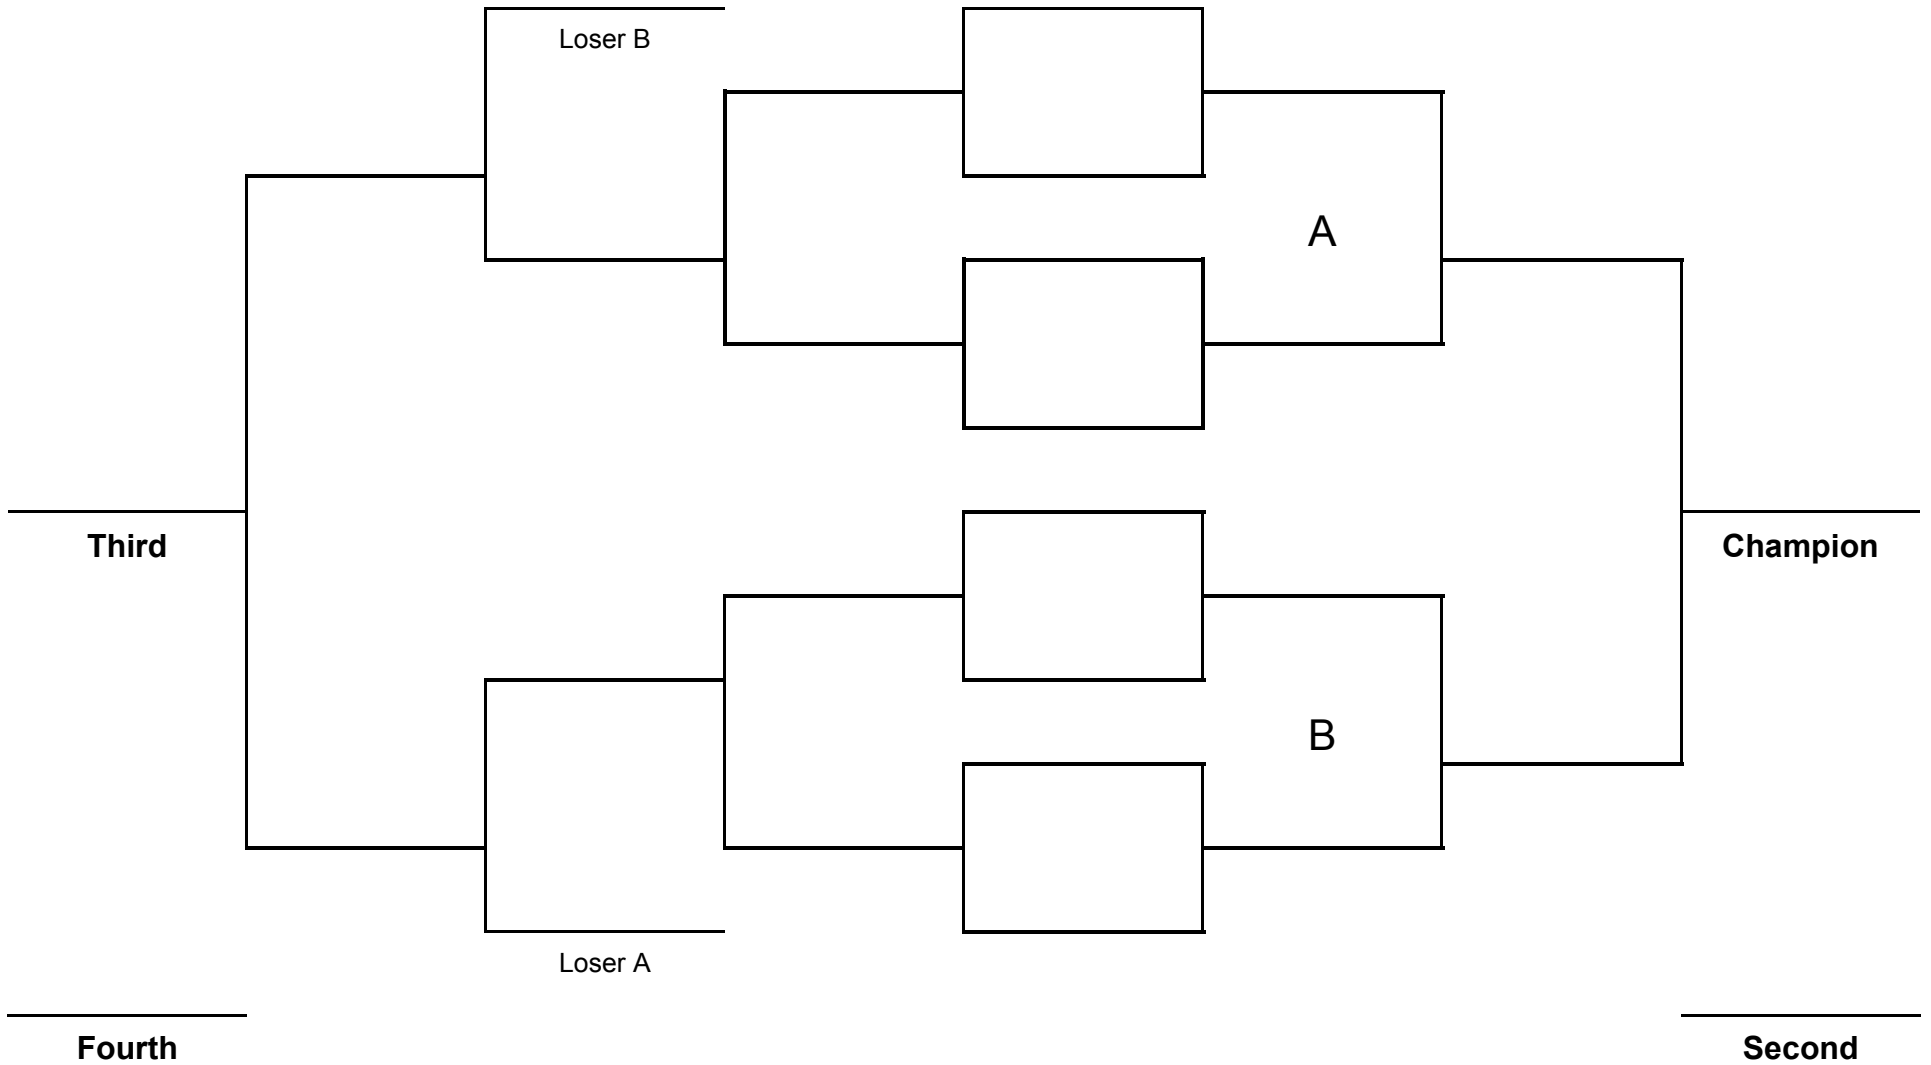 Loser B
A
Third
Champion
B
Loser A
Fourth
Second